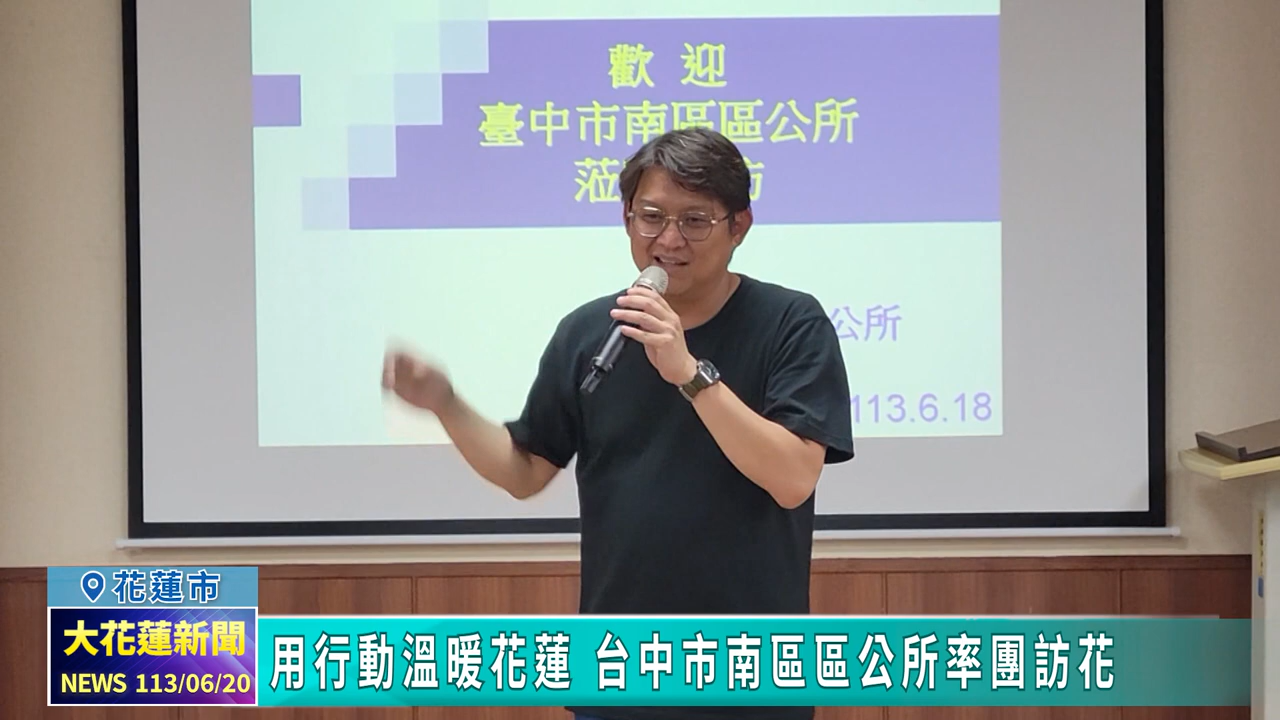 歡 迎
臺中市南區區公所
蒞
公所
113.6.18
花蓮市
大花蓮新聞
NEWS 113/06/20
用行動溫暖花蓮 台中市南區區公所率團訪花